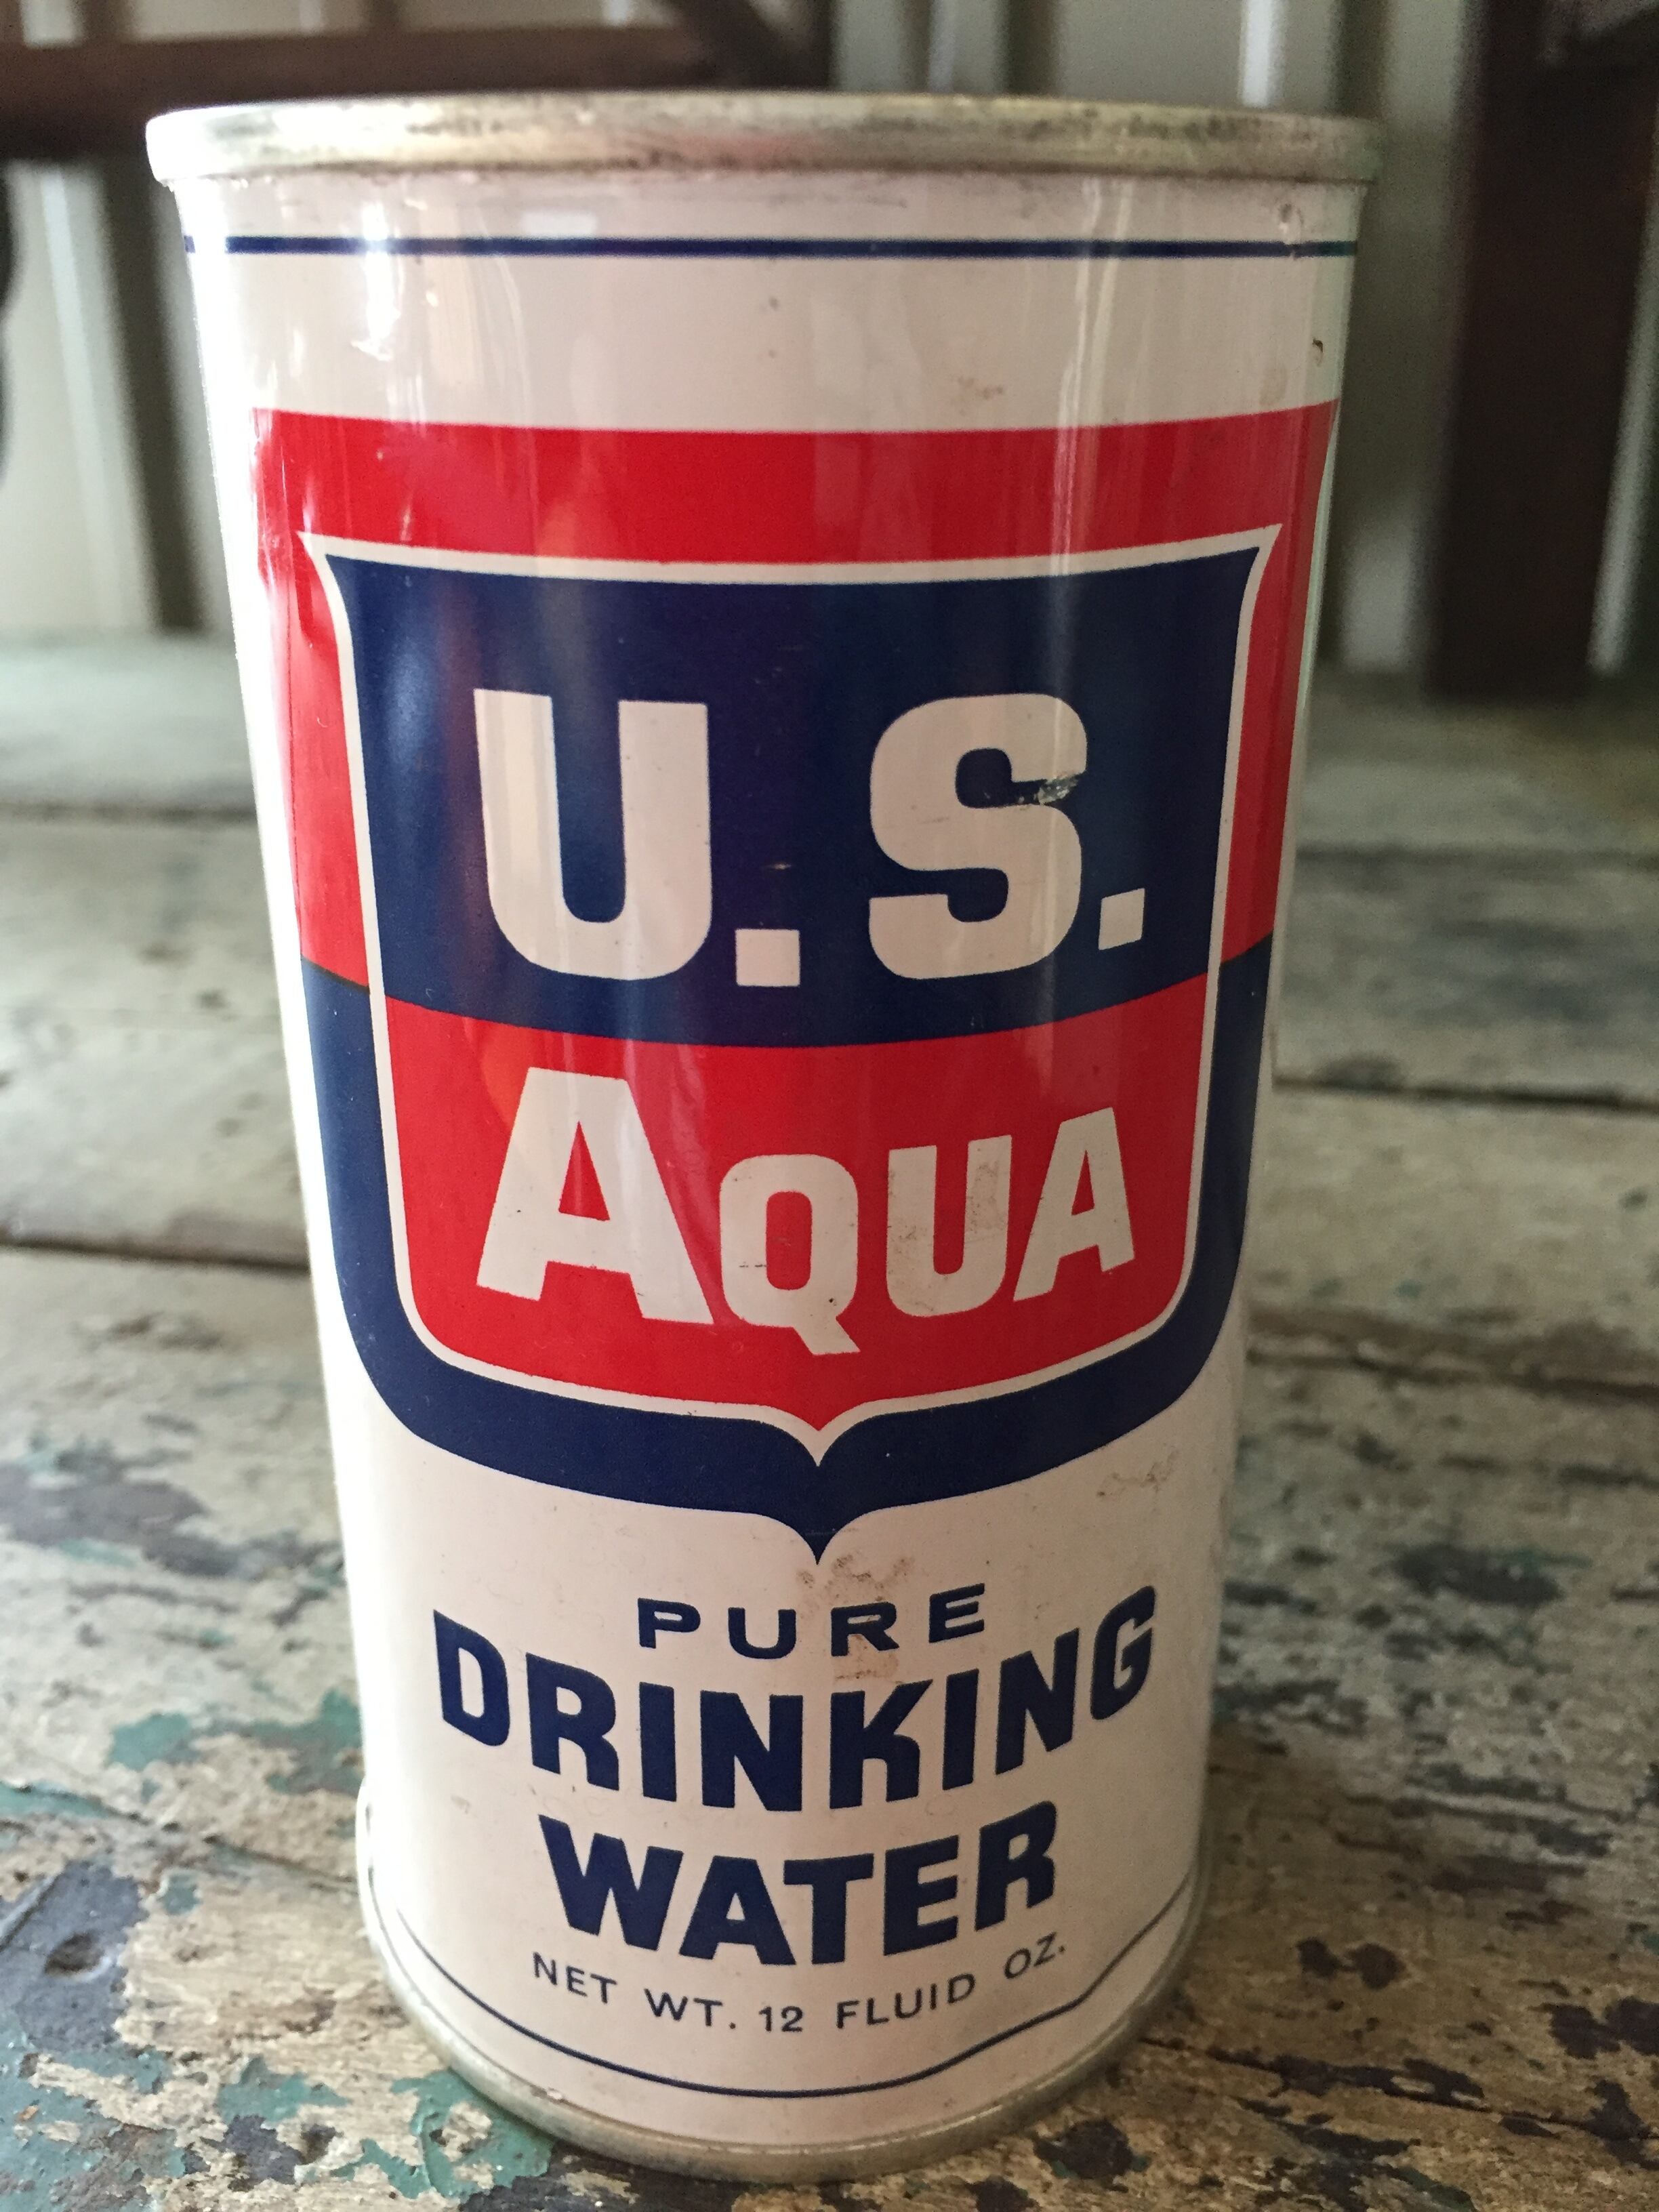 U.S.
AQUA
PURE
DRINKING
WATER
NET WT. 12 FLUID OZ.